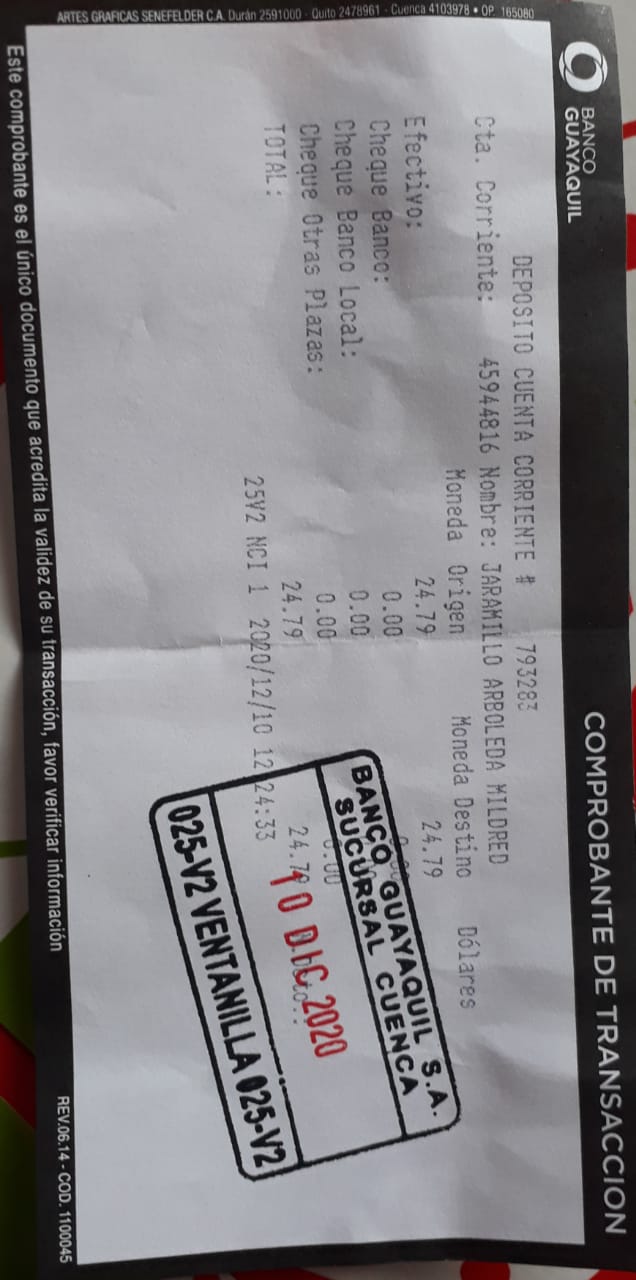 ARTES GRAFICAS SENEFELDER C.A. Durán 2591000 - Quito 2478961 - Cuenca 4103978 • OP. 165080
BANCO
GUAYAQUIL
COMPROBANTE DE TRANSACCION
DEPOSITO CUENTA CORRIENTE # 793283
Cta. Corriente: 45944816 Nombre: JARAMILLO ARBOLEDA MILDRED
Moneda Origen Moneda Destino Dólares
Efectivo: 24.79 24.79
Cheque Banco: 0.00 0.00
Cheque Banco Local: 0.00
Cheque Otras Plazas: 0.00 0.00
TOTAL: 24.79 24.79
25V2 NCI 1 2020/12/10 12:24:33
BANCO GUAYAQUIL S.A.
SUCURSAL CUENCA
10 DIC 2020
025-V2 VENTANILLA 025-V2
Este comprobante es el único documento que acredita la validez de su transacción, favor verificar información
REV.06.14 - COD. 1100045